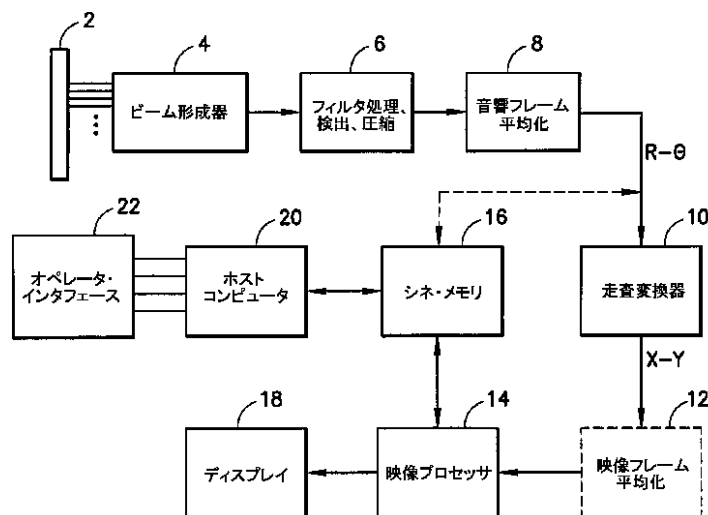 2
4
6
8
ビーム形成器
フィルタ処理、
検出、圧縮
音響フレーム
平均化
R-θ
22
20
16
10
オペレータ・
インタフェース
ホスト
コンピュータ
シネ・メモリ
走査変換器
X-Y
18
14
12
ディスプレイ
映像プロセッサ
映像フレーム
平均化